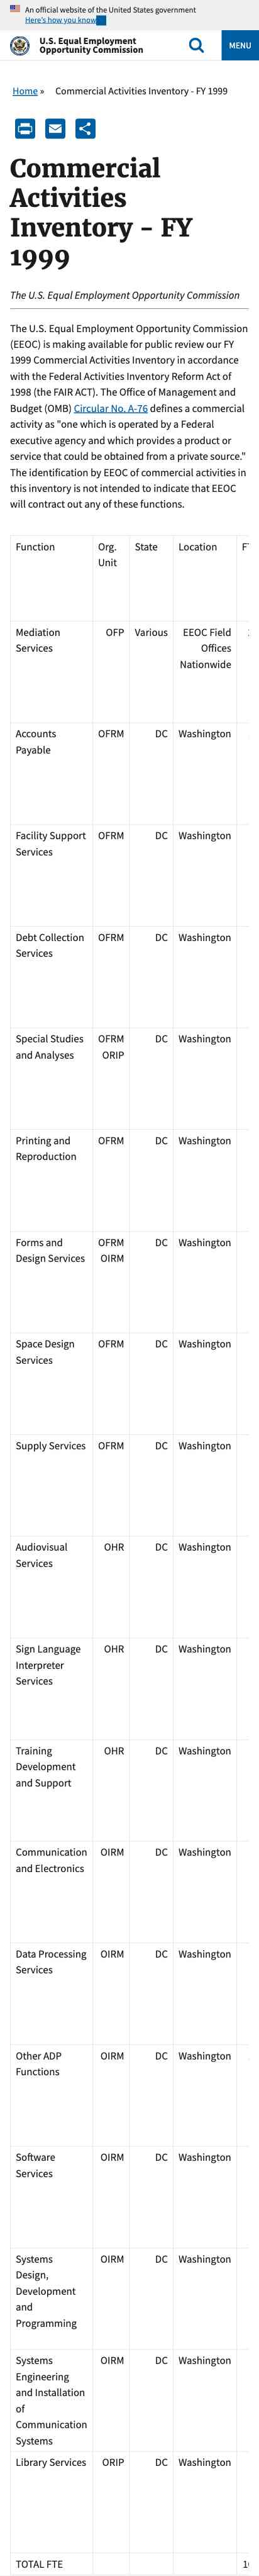 An official website of the United States government
Here's how you know
U.S. Equal Employment
Opportunity Commission
MENU
Home » Commercial Activities Inventory - FY 1999
Commercial
Activities
Inventory - FY
1999
The U.S. Equal Employment Opportunity Commission
The U.S. Equal Employment Opportunity Commission
(EEOC) is making available for public review our FY
1999 Commercial Activities Inventory in accordance
with the Federal Activities Inventory Reform Act of
1998 (the FAIR ACT). The Office of Management and
Budget (OMB) Circular No. A-76 defines a commercial
activity as "one which is operated by a Federal
executive agency and which provides a product or
service that could be obtained from a private source."
The identification by EEOC of commercial activities in
this inventory is not intended to indicate that EEOC
will contract out any of these functions.
Function Org. State Location
Unit
Mediation OFP Various EEOC Field
Services Offices
Nationwide
Accounts OFRM DC Washington
Payable
Facility Support OFRM DC Washington
Services
Debt Collection OFRM DC Washington
Services
Special Studies OFRM DC Washington
and Analyses ORIP
Printing and OFRM DC Washington
Reproduction
Forms and OFRM DC Washington
Design Services OIRM
Space Design OFRM DC Washington
Services
Supply Services OFRM DC Washington
Audiovisual OHR DC Washington
Services
Sign Language OHR DC Washington
Interpreter
Services
Training OHR DC Washington
Development
and Support
Communication OIRM DC Washington
and Electronics
Data Processing OIRM DC Washington
Services
Other ADP OIRM DC Washington
Functions
Software OIRM DC Washington
Services
Systems OIRM DC Washington
Design,
Development
and
Programming
Systems OIRM DC Washington
Engineering
and Installation
of
Communication
Systems
Library Services ORIP DC Washington
TOTAL FTE